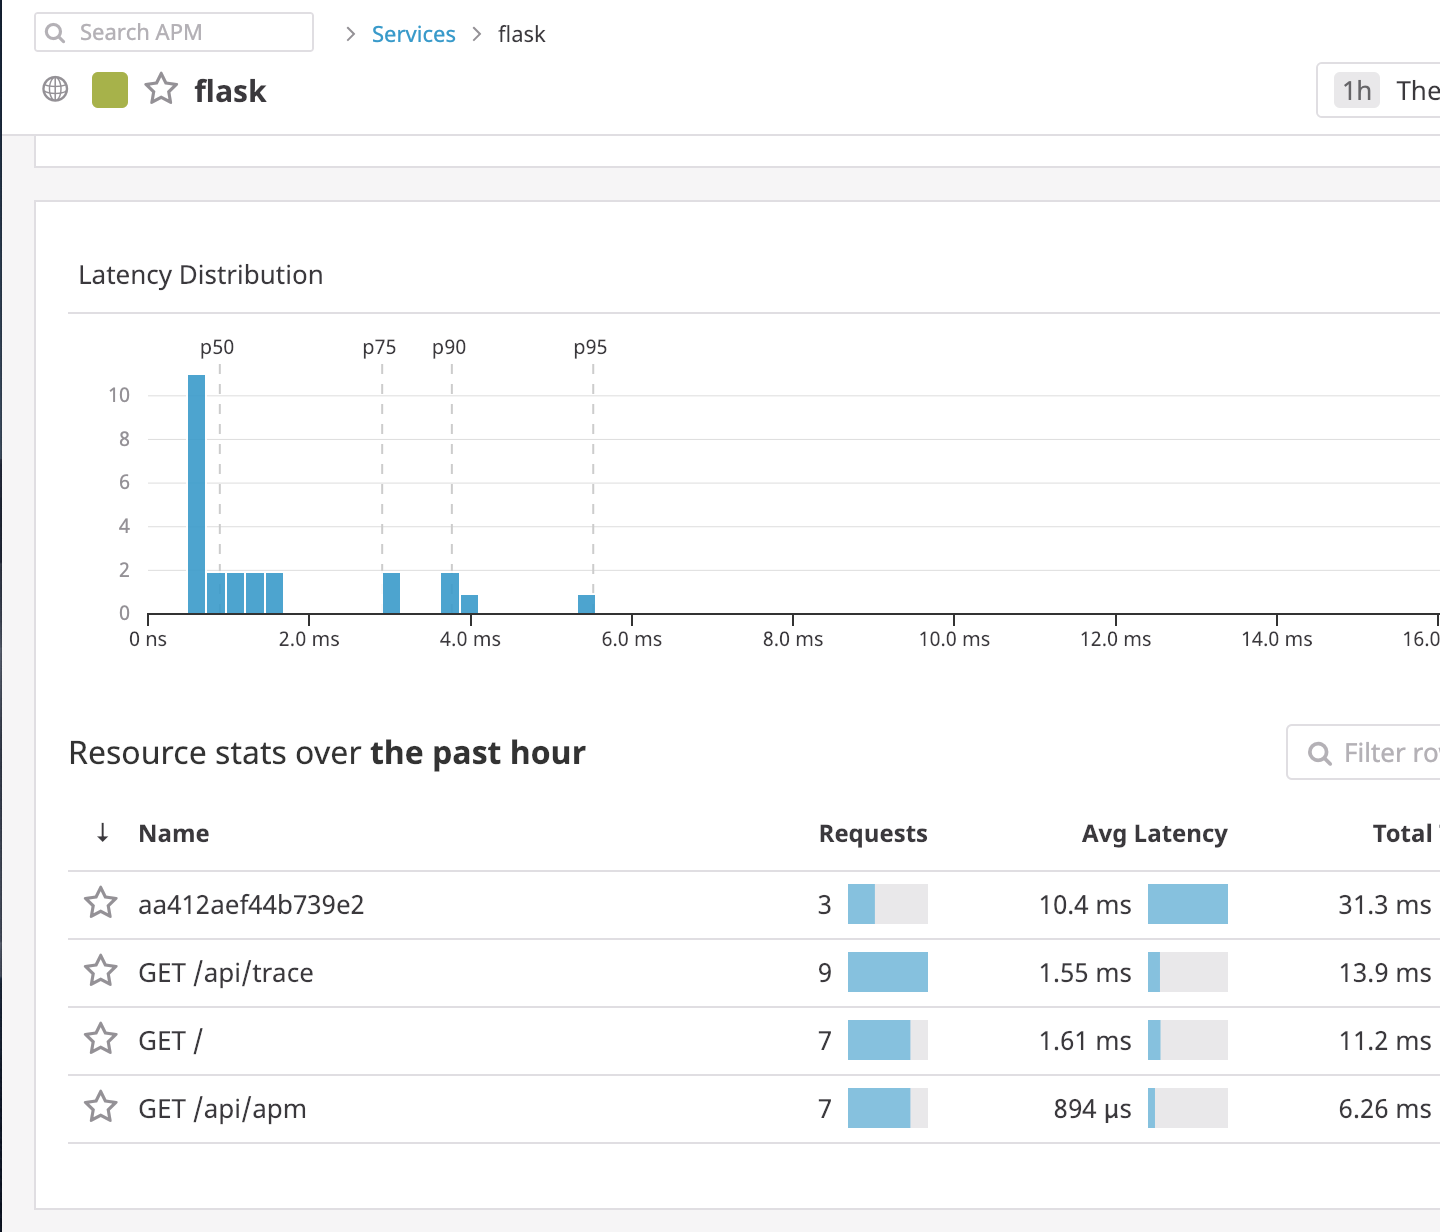 Search APM
Services
flask
flask
1h The
Latency Distribution
p50 p75 p90 p95
10
8
6
4
2
0
0 ns 2.0 ms 4.0 ms 6.0 ms 8.0 ms 10.0 ms 12.0 ms 14.0 ms 16.0
Resource stats over the past hour
Filter ro
Name Requests Avg Latency Total
aa412aef44b739e2 3 10.4 ms 31.3 ms
GET /api/trace 9 1.55 ms 13.9 ms
GET / 7 1.61 ms 11.2 ms
GET /api/apm 7 894 µs 6.26 ms